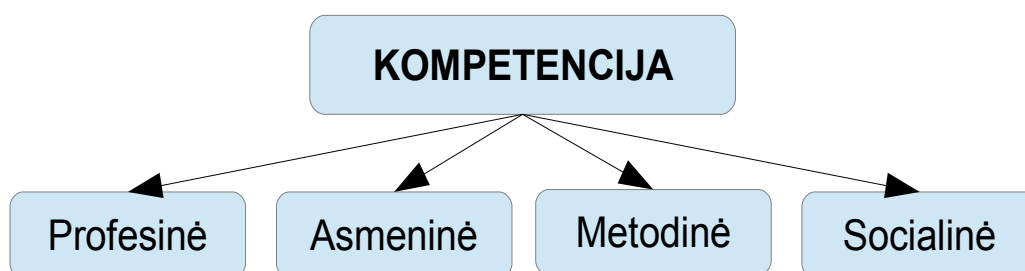 KOMPETENCIJA
Profesinė
Asmeninė
Metodinė
Socialinė